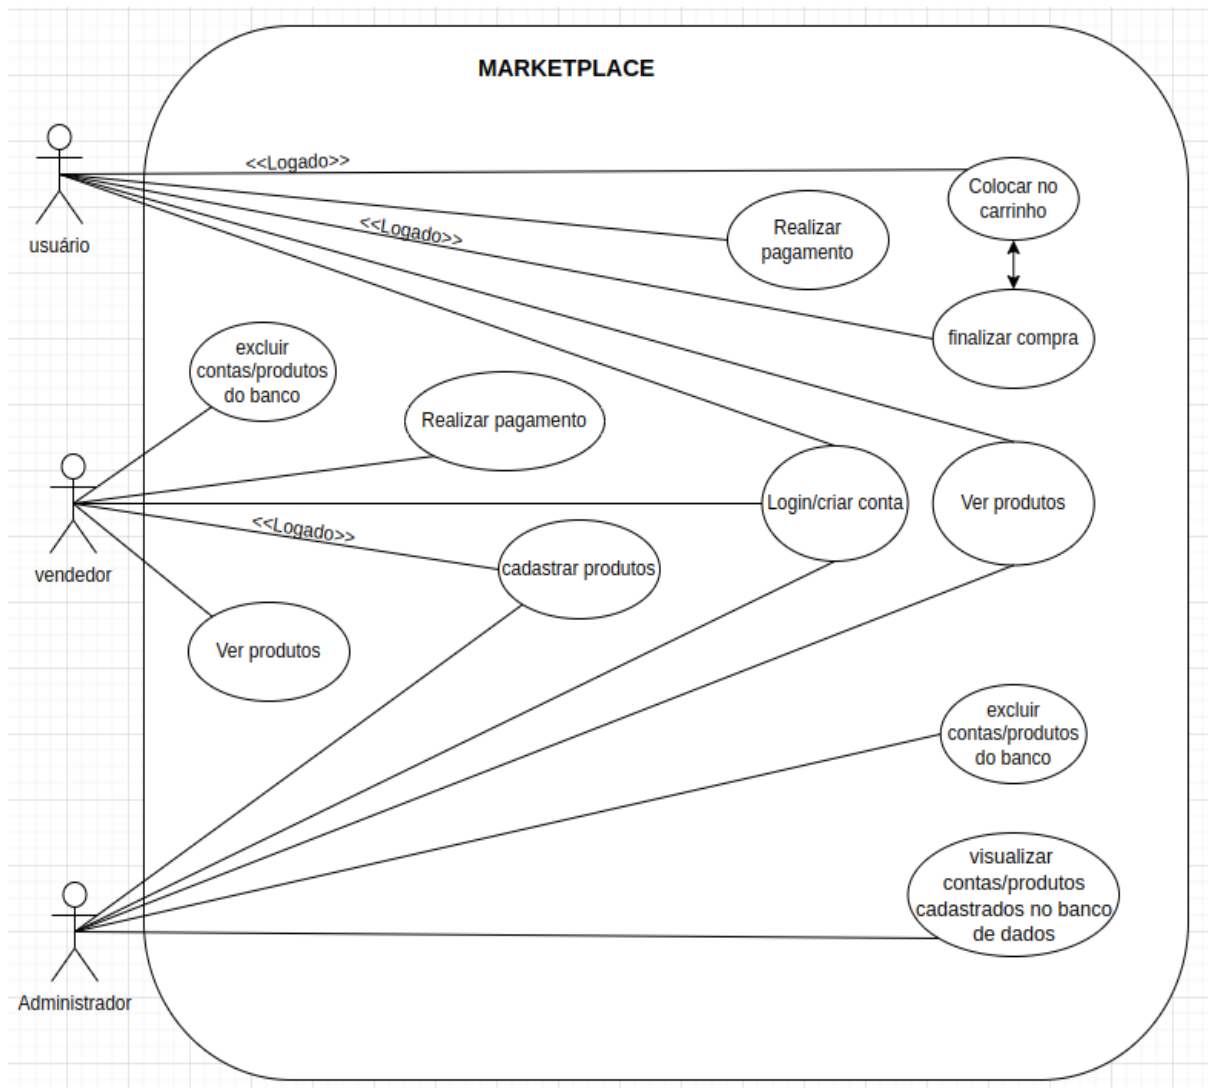 MARKETPLACE
<<Logado>>
Colocar no
carrinho
Realizar
pagamento
<<Logado>>
usuário
finalizar compra
excluir
contas/produtos
do banco
Realizar pagamento
Login/criar conta
Ver produtos
<<Logado>>
vendedor
cadastrar produtos
Ver produtos
excluir
contas/produtos
do banco
visualizar
contas/produtos
cadastrados no banco
de dados
Administrador